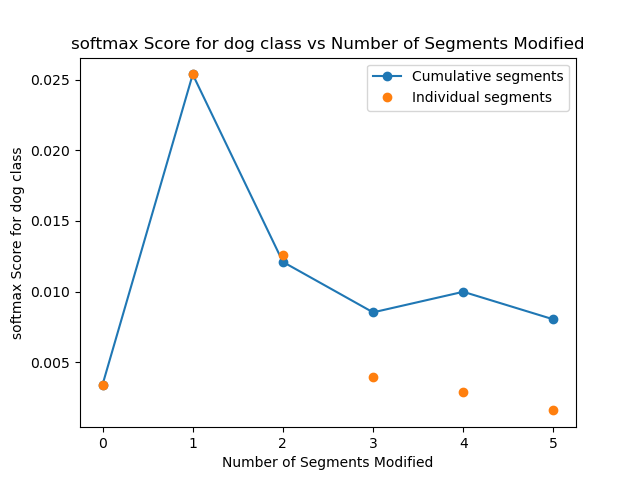 softmax Score for dog class vs Number of Segments Modified
Cumulative segments
Individual segments
softmax Score for dog class
0.025
0.020
0.015
0.010
0.005
0 1 2 3 4 5
Number of Segments Modified